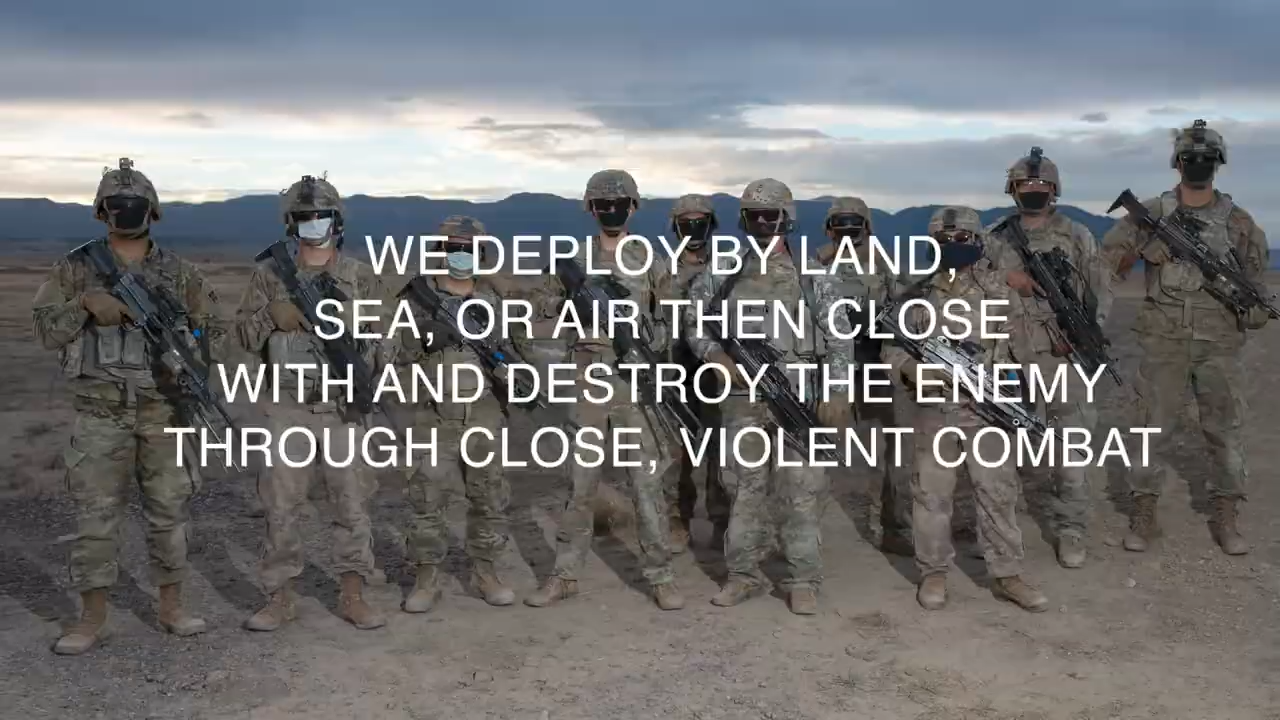 WE DEPLOY BY LAND,
SEA, OR AIR THEN CLOSE
WITH AND DESTROY THE ENEMY
THROUGH CLOSE, VIOLENT COMBAT